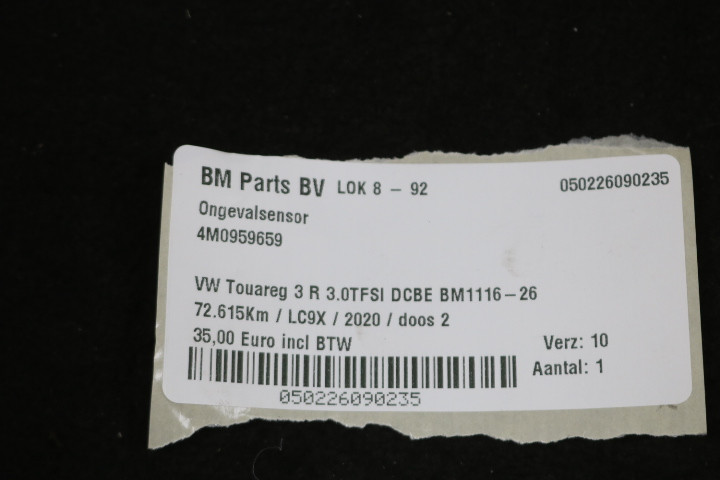 BM Parts BV LOK 8 - 92 050226090235
Ongevalsensor
4M0959659
VW Touareg 3 R 3.0TFSI DCBE BM1116-26
72.615Km / LC9X / 2020 / doos 2
35,00 Euro incl BTW Verz: 10
Aantal: 1
050226090235